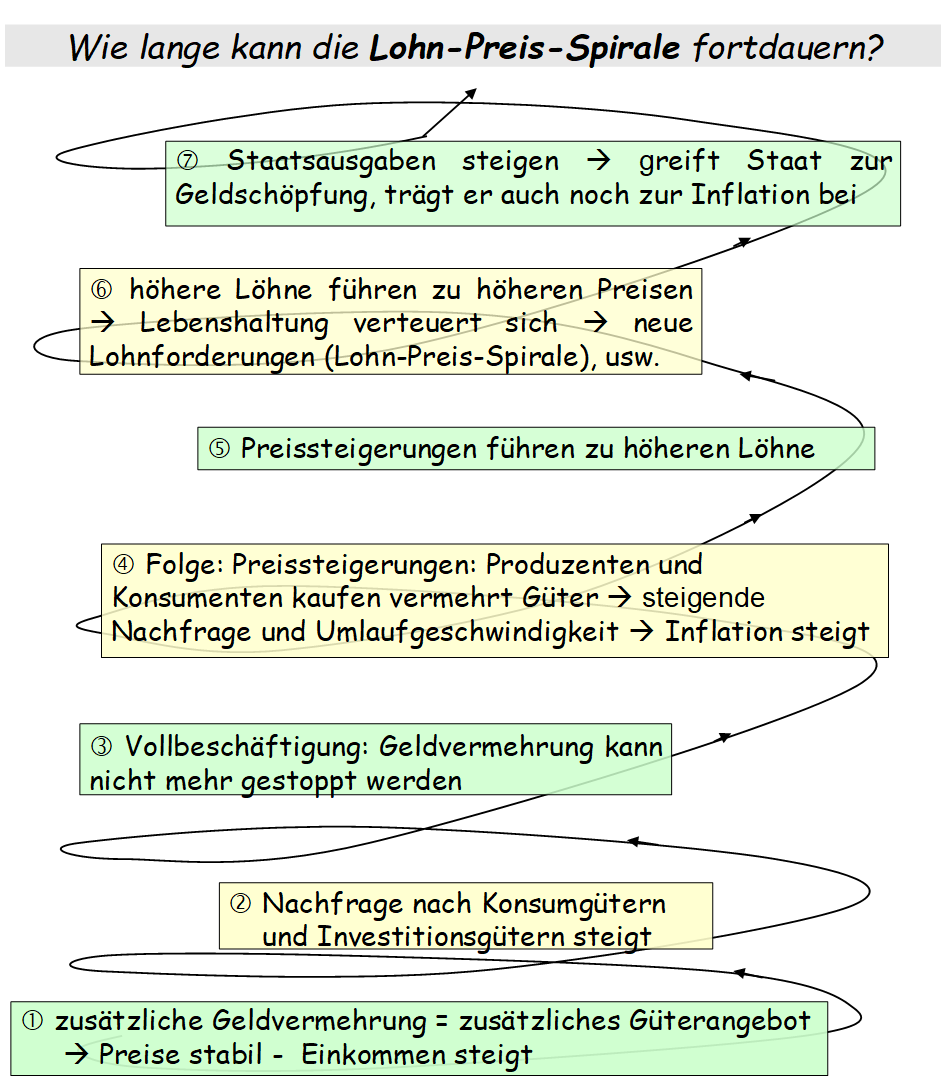 Wie lange kann die Lohn-Preis-Spirale fortdauern?
⑦ Staatsausgaben steigen → greift Staat zur
Geldschöpfung, trägt er auch noch zur Inflation bei
⑥ höhere Löhne führen zu höheren Preisen
→ Lebenshaltung verteuert sich → neue
Lohnforderungen (Lohn-Preis-Spirale), usw.
⑤ Preissteigerungen führen zu höheren Löhne
④ Folge: Preissteigerungen: Produzenten und
Konsumenten kaufen vermehrt Güter → steigende
Nachfrage und Umlaufgeschwindigkeit → Inflation steigt
③ Vollbeschäftigung: Geldvermehrung kann
nicht mehr gestoppt werden
② Nachfrage nach Konsumgütern
und Investitionsgütern steigt
① zusätzliche Geldvermehrung = zusätzliches Güterangebot
→ Preise stabil - Einkommen steigt